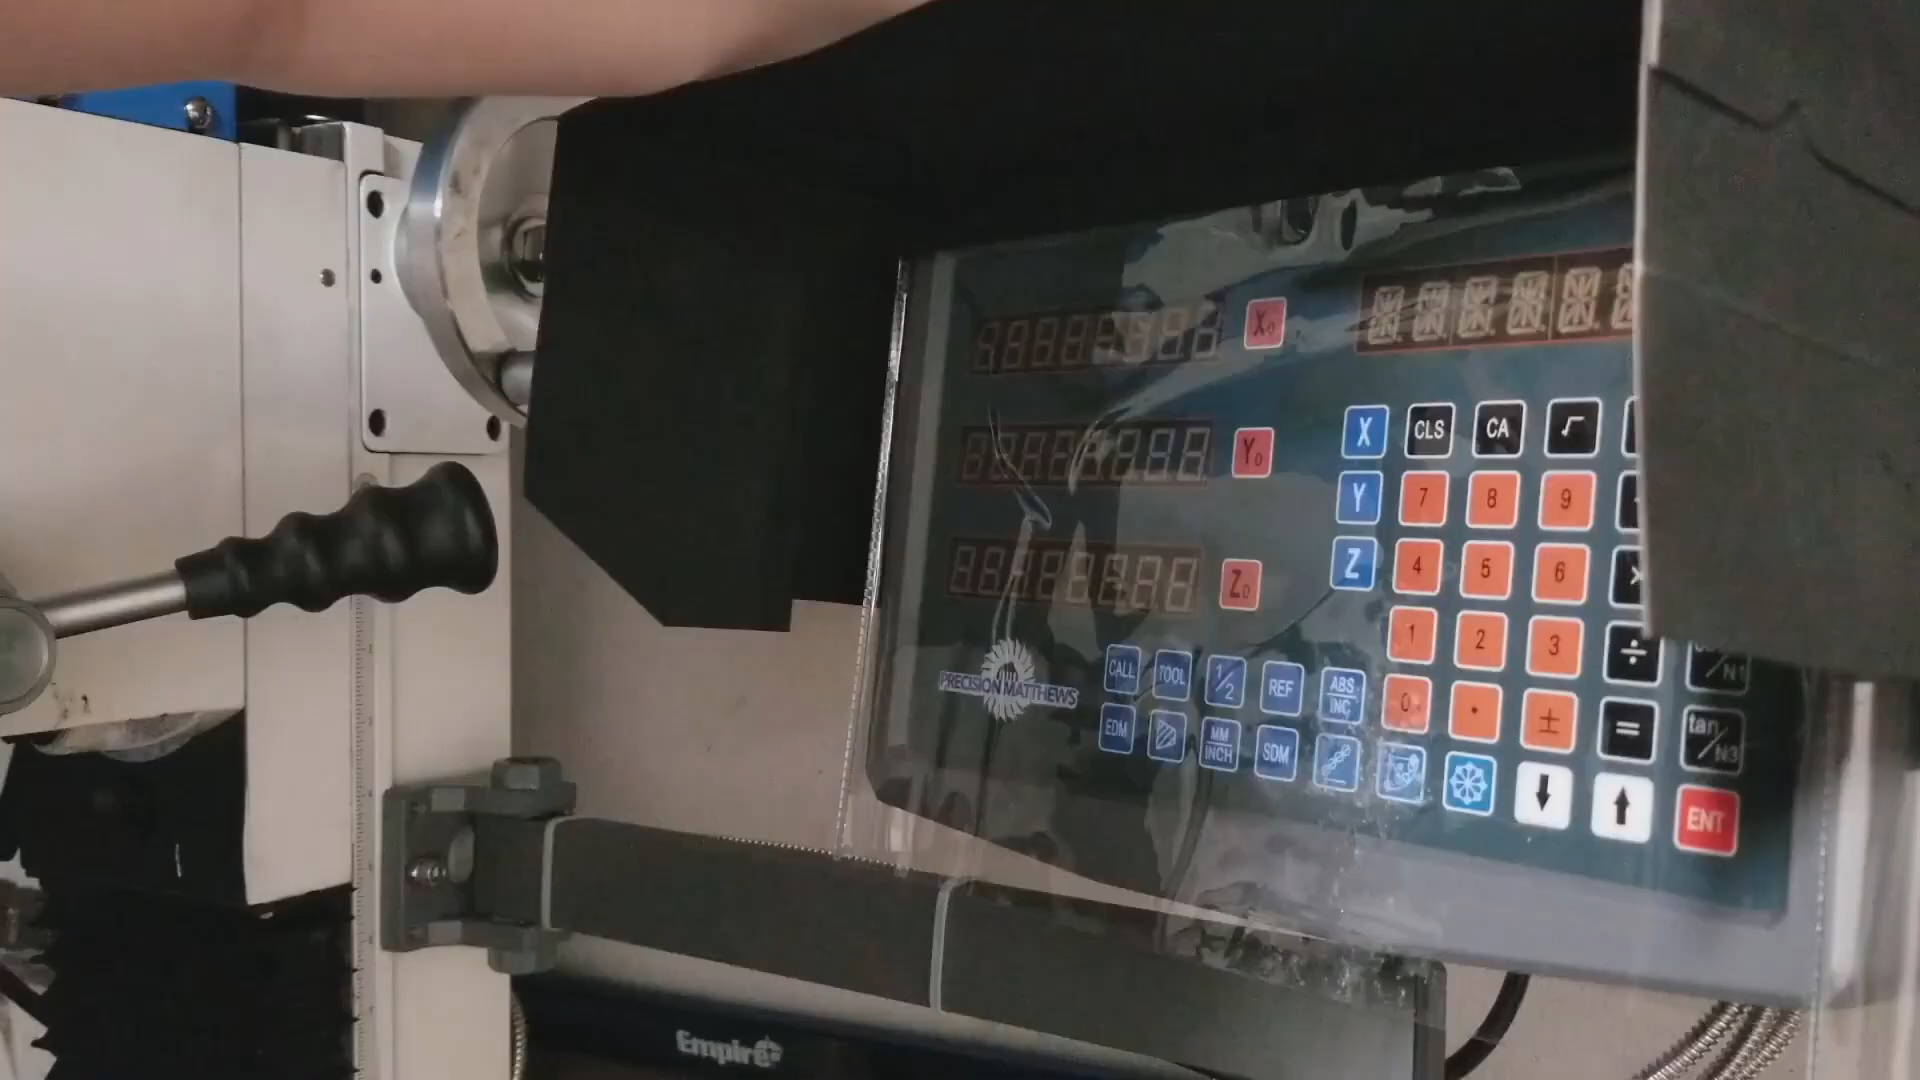 X0
Y0
Z0
X CLS CA √
Y 7 8 9
Z 4 5 6 ×
1 2 3 ÷
0 • ± =
/N1
tan/N3
ENT
PRECISION MATTHEWS
CALL TOOL 1/2 REF ABS/INC
EDM MM/INCH SDM
Empire